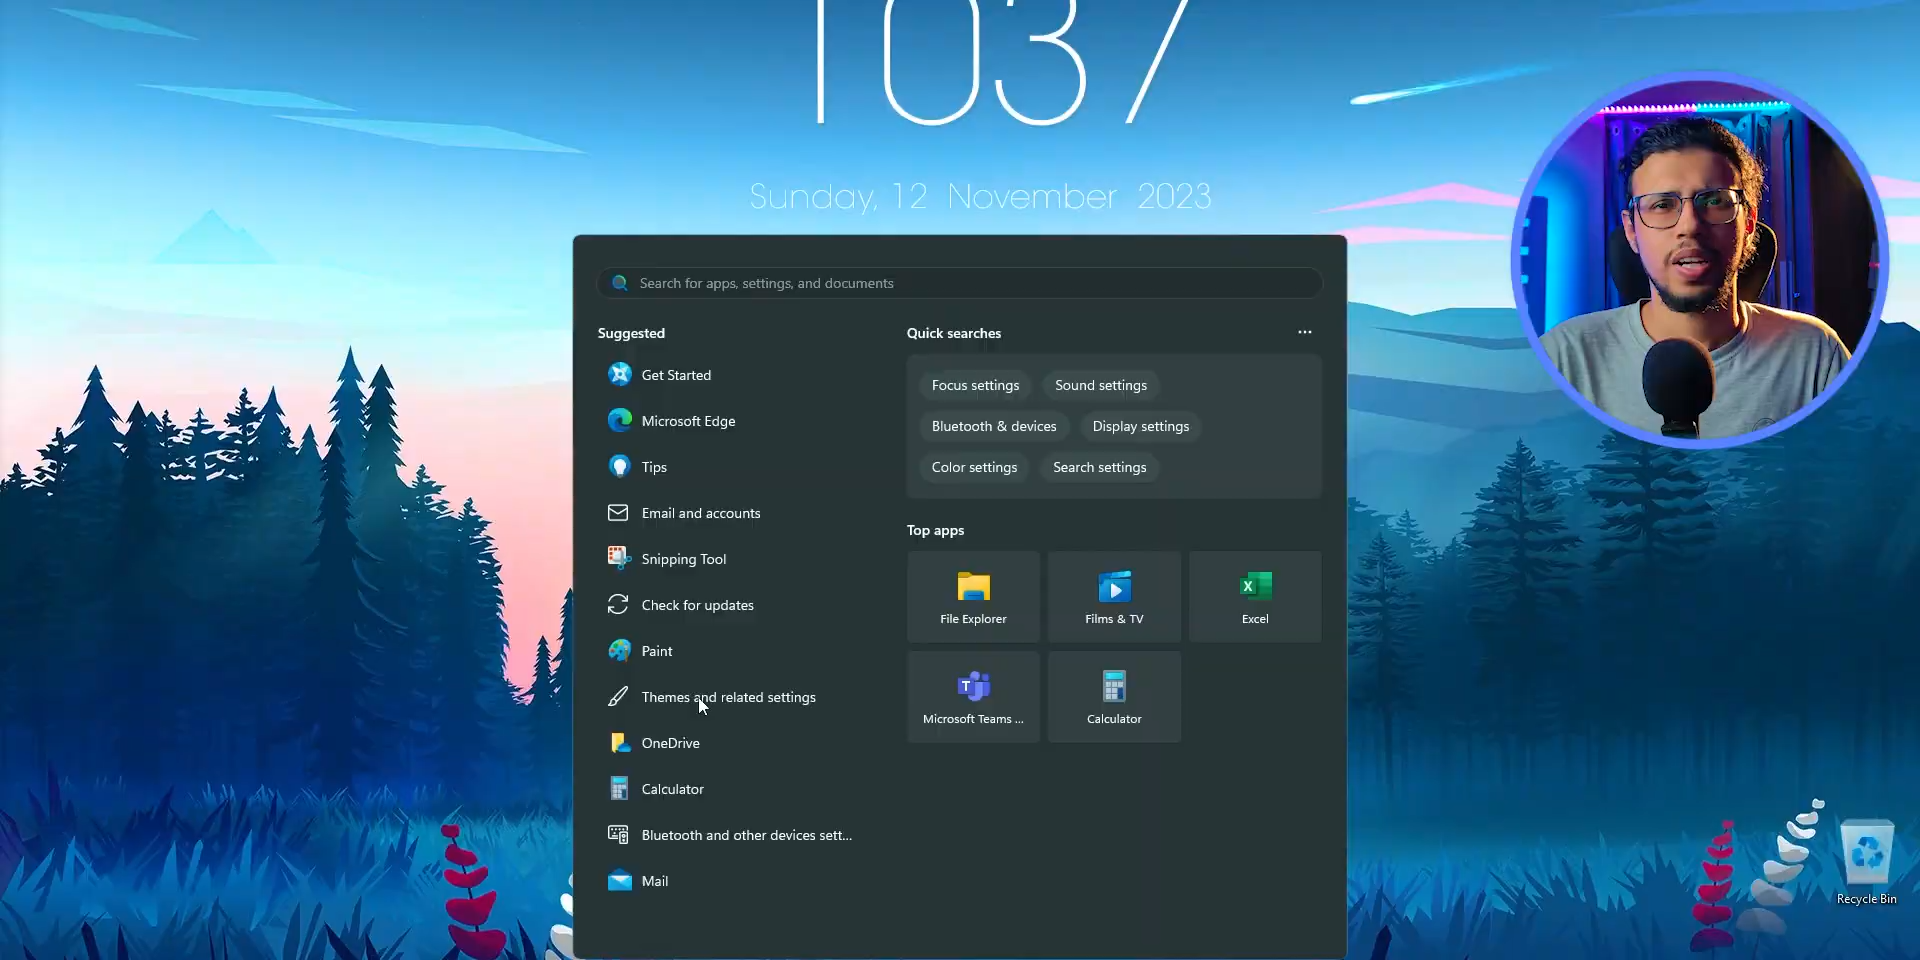 1037
Sunday, 12 November 2023
Search for apps, settings, and documents
Suggested
Get Started
Microsoft Edge
Tips
Email and accounts
Snipping Tool
Check for updates
Paint
Themes and related settings
OneDrive
Calculator
Bluetooth and other devices sett...
Mail
Quick searches
Focus settings
Sound settings
Bluetooth & devices
Display settings
Color settings
Search settings
Top apps
File Explorer
Films & TV
Excel
Microsoft Teams ...
Calculator
Recycle Bin